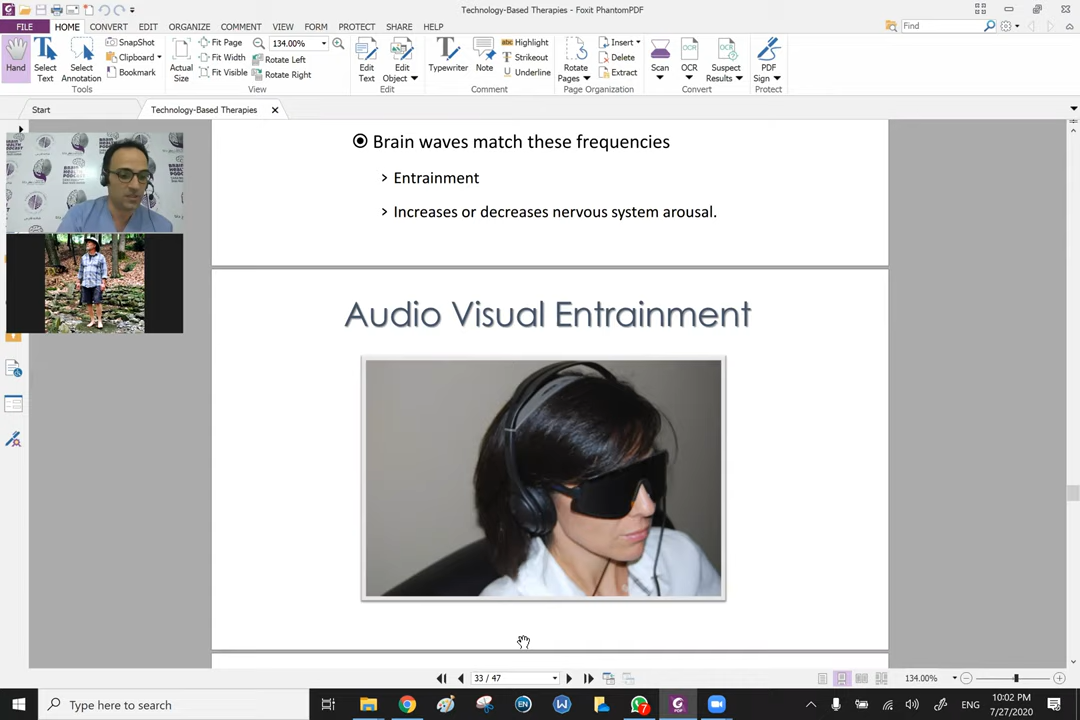 Technology-Based Therapies - Foxit PhantomPDF
FILE HOME CONVERT EDIT ORGANIZE COMMENT VIEW FORM PROTECT SHARE HELP
Find
Hand
Select Text
Select Annotation
SnapShot
Clipboard
Bookmark
Tools
Actual Size
Fit Page
Fit Width
Fit Visible
134.00%
Rotate Left
Rotate Right
View
Edit Text
Edit Object
Edit
Typewriter
Note
Highlight
Strikeout
Underline
Comment
Rotate Pages
Insert
Delete
Extract
Page Organization
Scan
OCR
Suspect Results
Convert
PDF Sign
Protect
Start
Technology-Based Therapies
Brain waves match these frequencies
> Entrainment
> Increases or decreases nervous system arousal.
Audio Visual Entrainment
33 / 47
134.00%
Type here to search
EN
W
7
ENG
10:02 PM
7/27/2020